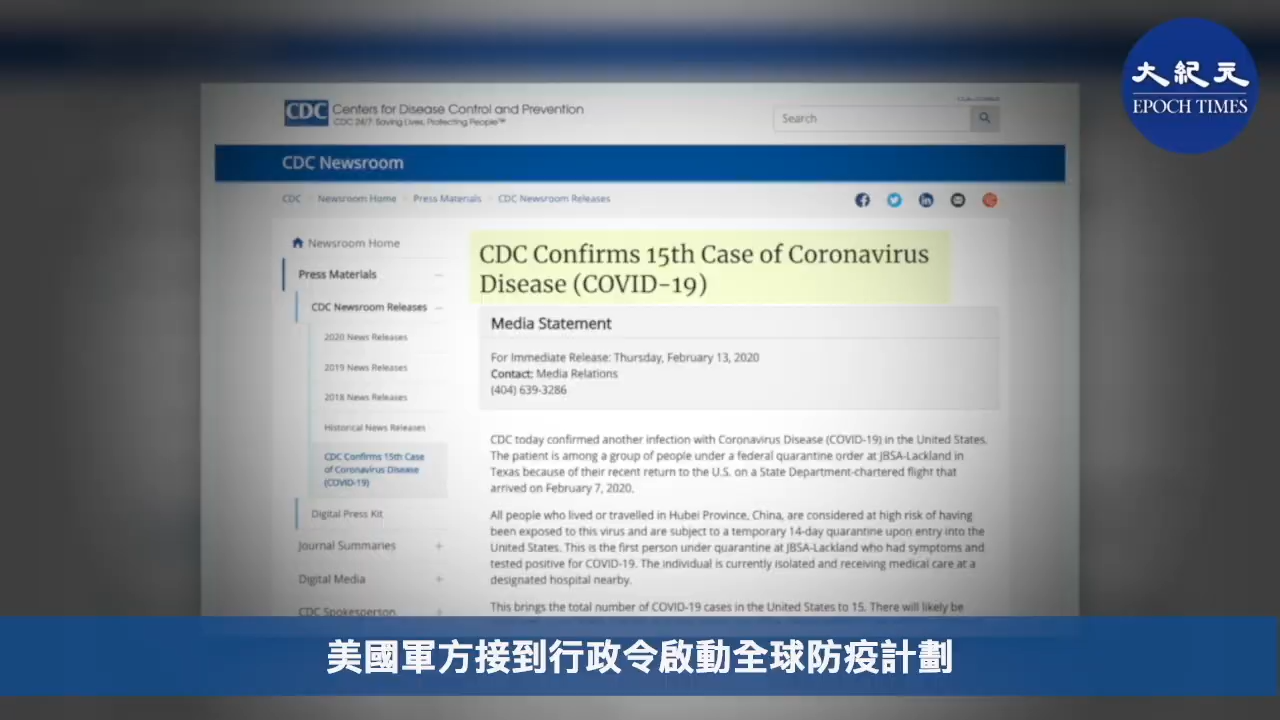 大紀元
EPOCH TIMES
CDC Centers for Disease Control and Prevention
CDC 24/7: Saving Lives, Protecting People™
Search
CDC Newsroom
CDC Newsroom Home Press Materials CDC Newsroom Releases
Newsroom Home
Press Materials
CDC Newsroom Releases
2020 News Releases
2019 News Releases
2018 News Releases
Historical News Releases
CDC Confirms 15th Case
of Coronavirus Disease
(COVID-19)
Digital Press Kit
Journal Summaries
Digital Media
CDC Spokesperson
CDC Confirms 15th Case of Coronavirus
Disease (COVID-19)
Media Statement
For Immediate Release: Thursday, February 13, 2020
Contact: Media Relations
(404) 639-3286
CDC today confirmed another infection with Coronavirus Disease (COVID-19) in the United States.
The patient is among a group of people under a federal quarantine order at JBSA-Lackland in
Texas because of their recent return to the U.S. on a State Department-chartered flight that
arrived on February 7, 2020.
All people who lived or travelled in Hubei Province, China, are considered at high risk of having
been exposed to this virus and are subject to a temporary 14-day quarantine upon entry into the
United States. This is the first person under quarantine at JBSA-Lackland who had symptoms and
tested positive for COVID-19. The individual is currently isolated and receiving medical care at a
designated hospital nearby.
This brings the total number of COVID-19 cases in the United States to 15. There will likely be
美國軍方接到行政令啟動全球防疫計劃